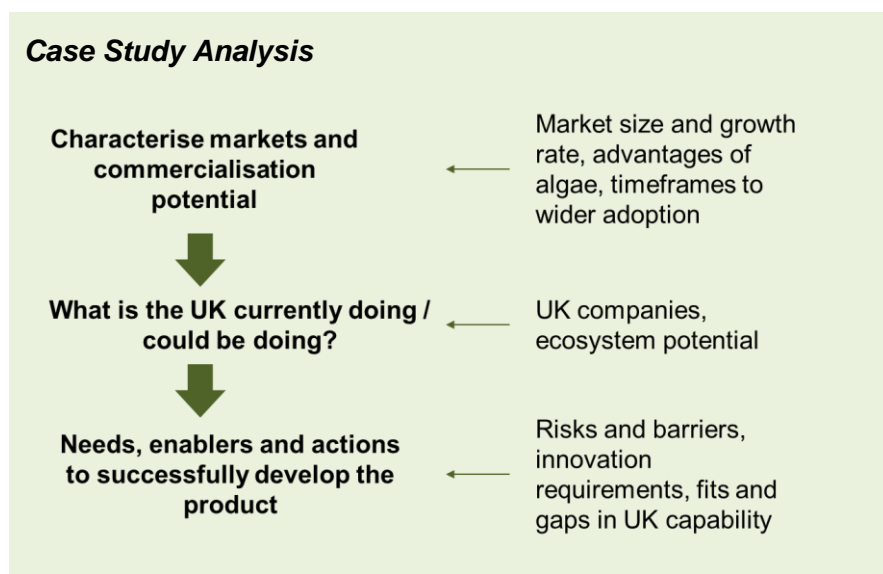 Case Study Analysis
Characterise markets and
commercialisation
potential
Market size and growth
rate, advantages of
algae, timeframes to
wider adoption
What is the UK currently doing /
could be doing?
UK companies,
ecosystem potential
Needs, enablers and actions
to successfully develop the
product
Risks and barriers,
innovation
requirements, fits and
gaps in UK capability